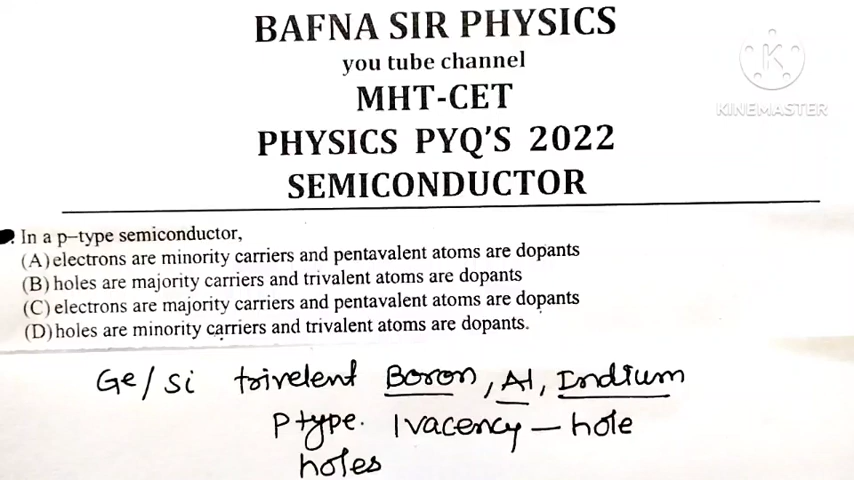 BAFNA SIR PHYSICS
you tube channel
MHT-CET
PHYSICS PYQ'S 2022
SEMICONDUCTOR
KINEMASTER
In a p-type semiconductor,
(A) electrons are minority carriers and pentavalent atoms are dopants
(B) holes are majority carriers and trivalent atoms are dopants
(C) electrons are majority carriers and pentavalent atoms are dopants
(D) holes are minority carriers and trivalent atoms are dopants.
Ge/Si trivelent Boron, Al, Indium
P type. 1 vacency – hole
holes